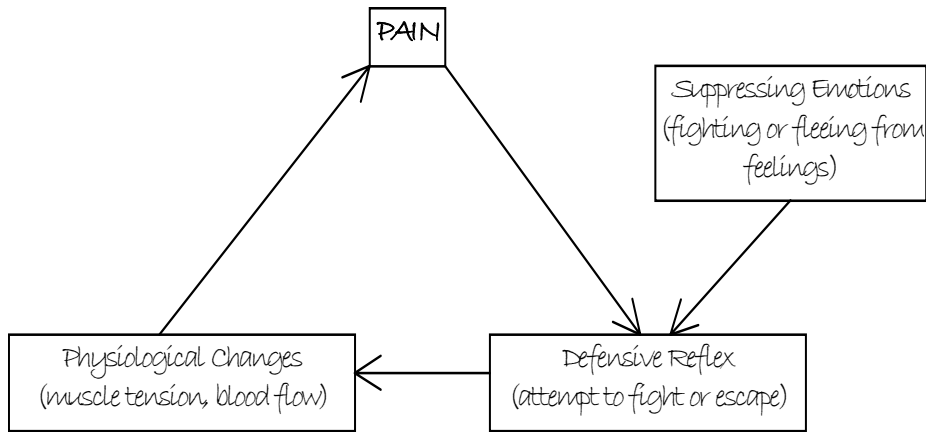 PAIN
Suppressing Emotions
(fighting or fleeing from
feelings)
Physiological Changes
(muscle tension, blood flow)
Defensive Reflex
(attempt to fight or escape)